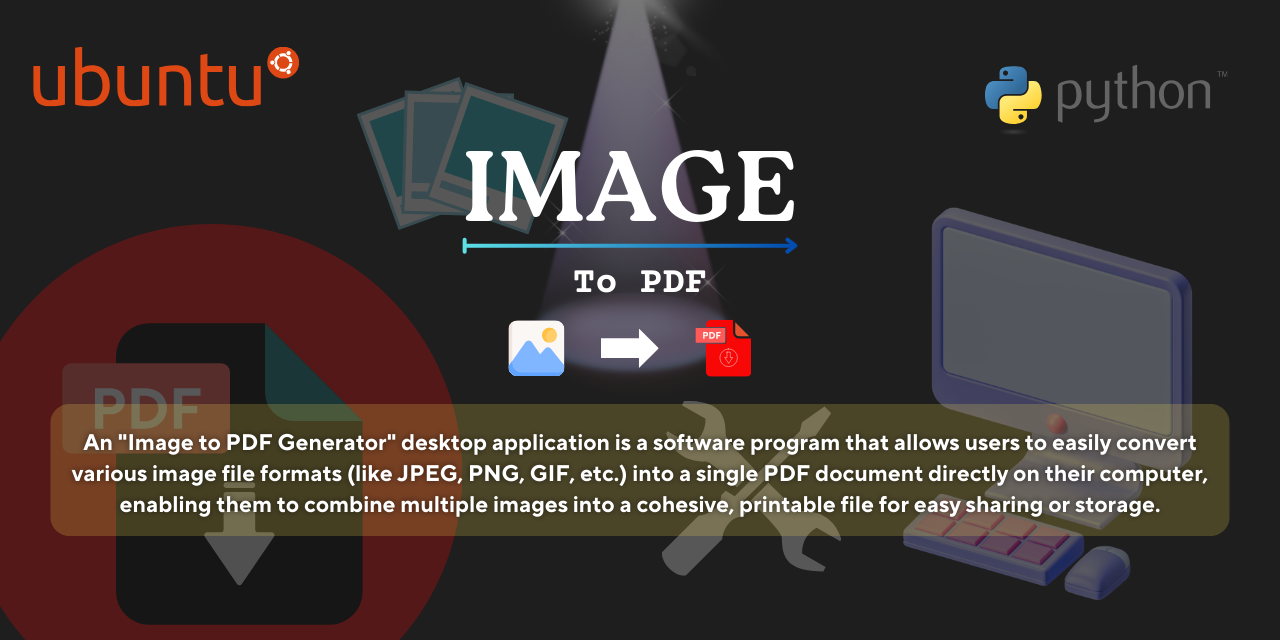 ubuntu
python™
IMAGE
To PDF
PDF
PDF
An "Image to PDF Generator" desktop application is a software program that allows users to easily convert
various image file formats (like JPEG, PNG, GIF, etc.) into a single PDF document directly on their computer,
enabling them to combine multiple images into a cohesive, printable file for easy sharing or storage.